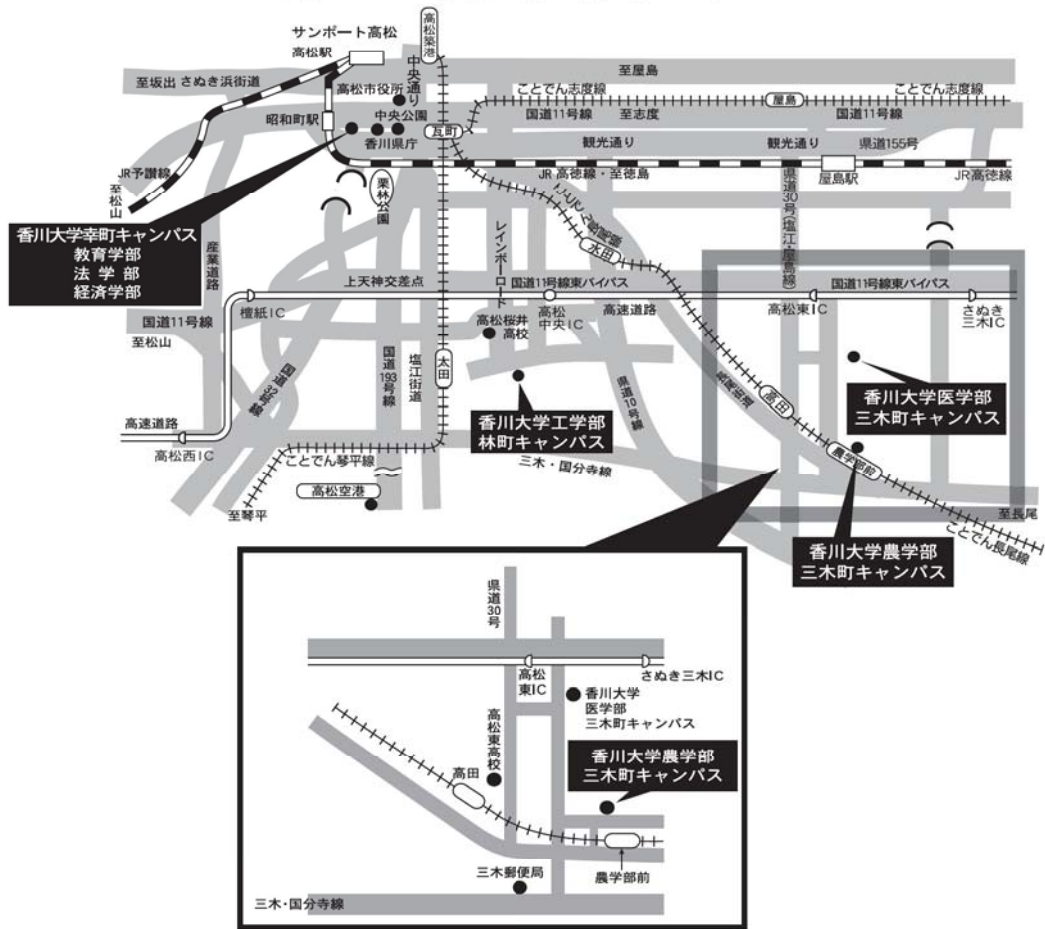 サンポート高松
高松駅
高松築港
中央通り
至坂出
さぬき浜街道
至屋島
高松市役所
ことでん志度線
屋島
ことでん志度線
国道11号線
至志度
国道11号線
昭和町駅
中央公園
瓦町
香川県庁
観光通り
観光通り
県道155号
JR予讃線
至松山
栗林公園
JR 高徳線・至徳島
屋島駅
JR高徳線
香川大学幸町キャンパス
教育学部
法 学 部
経済学部
産業道路
レインボーロード
ことでん長尾線
水田
県道30号(塩江・屋島線)
上天神交差点
国道11号線東バイパス
国道11号線東バイパス
檀紙IC
高松
中央IC
高速道路
高松東IC
さぬき
三木IC
国道11号線
至松山
高松桜井
高校
国道32号線
国道193号線
塩江街道
太田
県道10号線
長尾街道
高田
香川大学医学部
三木町キャンパス
香川大学工学部
林町キャンパス
高速道路
高松西IC
ことでん琴平線
三木・国分寺線
農学部前
高松空港
至琴平
至長尾
ことでん長尾線
香川大学農学部
三木町キャンパス
県道30号
高松
東IC
さぬき三木IC
香川大学
医学部
三木町キャンパス
高松東高校
香川大学農学部
三木町キャンパス
高田
三木郵便局
農学部前
三木・国分寺線